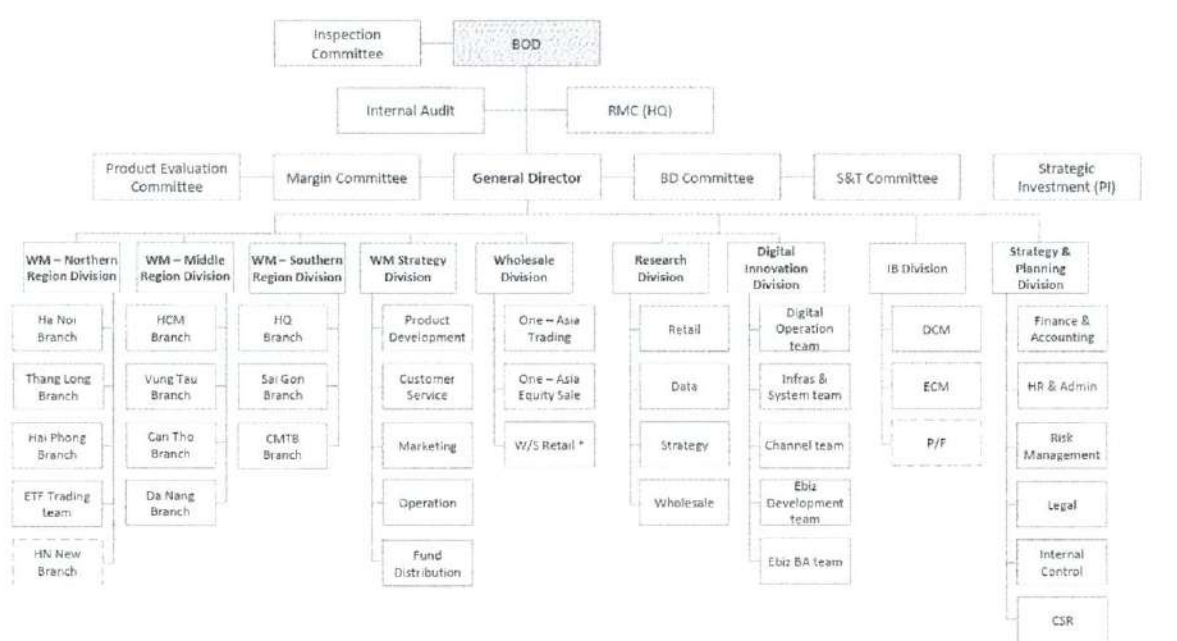 Inspection
Committee
BOD
Internal Audit
RMC (HQ)
Product Evaluation
Committee
Margin Committee
General Director
BD Committee
S&T Committee
Strategic
Investment (PI)
WM – Northern
Region Division
WM – Middle
Region Division
WM – Southern
Region Division
WM Strategy
Division
Wholesale
Division
Research
Division
Digital
Innovation
Division
IB Division
Strategy &
Planning
Division
Ha Noi
Branch
Thang Long
Branch
Hai Phong
Branch
ETF Trading
team
HN New
Branch
HCM
Branch
Vung Tau
Branch
Can Tho
Branch
Da Nang
Branch
HQ
Branch
Sai Gon
Branch
CMTB
Branch
Product
Development
Customer
Service
Marketing
Operation
Fund
Distribution
One – Asia
Trading
One – Asia
Equity Sale
W/S Retail *
Retail
Data
Strategy
Wholesale
Digital
Operation
team
Infras &
System team
Channel team
Ebiz
Development
team
Ebiz BA team
DCM
ECM
P/F
Finance &
Accounting
HR & Admin
Risk
Management
Legal
Internal
Control
CSR